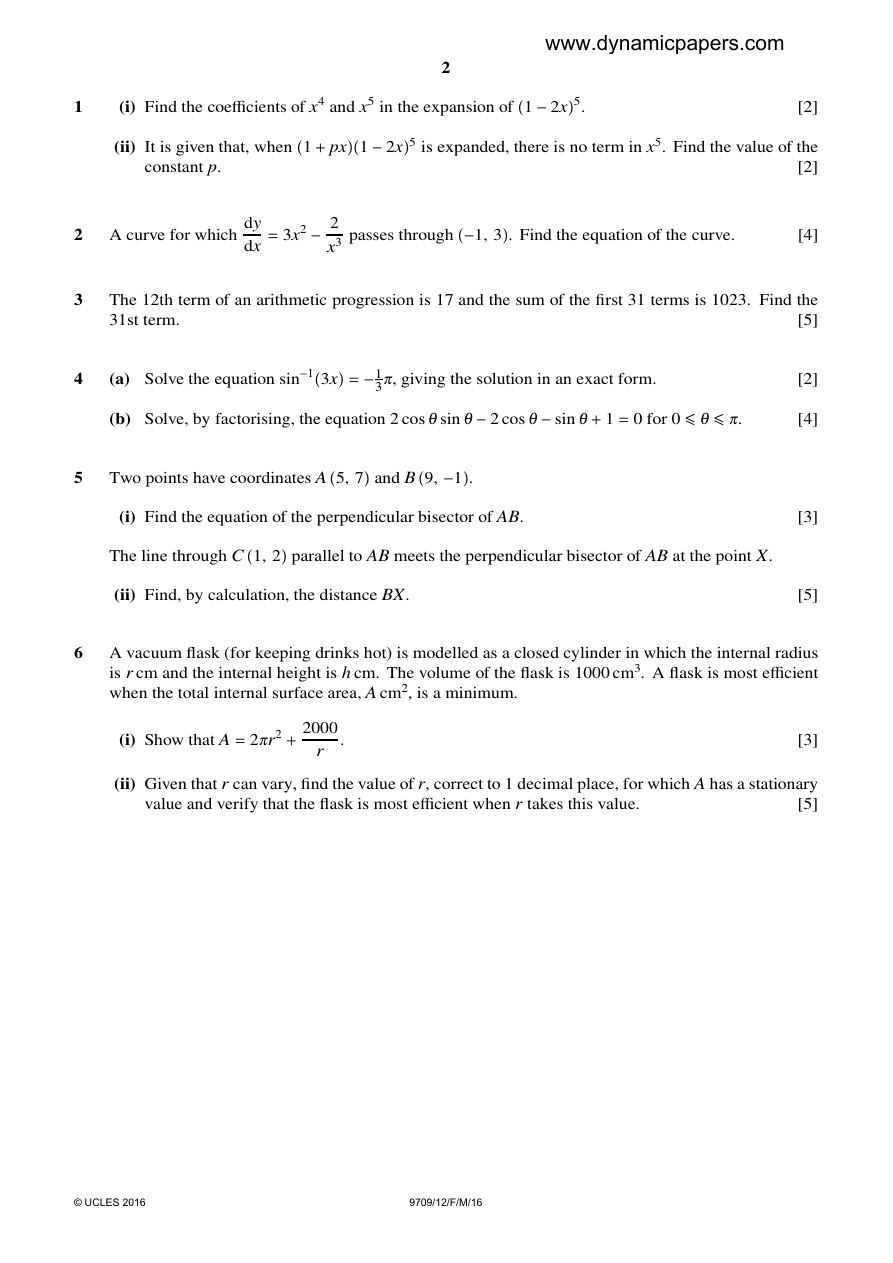 www.dynamicpapers.com
2
1 (i) Find the coefficients of x⁴ and x⁵ in the expansion of (1 − 2x)⁵. [2]
(ii) It is given that, when (1 + px)(1 − 2x)⁵ is expanded, there is no term in x⁵. Find the value of the
constant p. [2]
2 A curve for which dy/dx = 3x² − 2/x³ passes through (−1, 3). Find the equation of the curve. [4]
3 The 12th term of an arithmetic progression is 17 and the sum of the first 31 terms is 1023. Find the
31st term. [5]
4 (a) Solve the equation sin⁻¹(3x) = −⅓π, giving the solution in an exact form. [2]
(b) Solve, by factorising, the equation 2 cos θ sin θ − 2 cos θ − sin θ + 1 = 0 for 0 ⩽ θ ⩽ π. [4]
5 Two points have coordinates A (5, 7) and B (9, −1).
(i) Find the equation of the perpendicular bisector of AB. [3]
The line through C (1, 2) parallel to AB meets the perpendicular bisector of AB at the point X.
(ii) Find, by calculation, the distance BX. [5]
6 A vacuum flask (for keeping drinks hot) is modelled as a closed cylinder in which the internal radius
is r cm and the internal height is h cm. The volume of the flask is 1000 cm³. A flask is most efficient
when the total internal surface area, A cm², is a minimum.
(i) Show that A = 2πr² + 2000/r. [3]
(ii) Given that r can vary, find the value of r, correct to 1 decimal place, for which A has a stationary
value and verify that the flask is most efficient when r takes this value. [5]
© UCLES 2016 9709/12/F/M/16